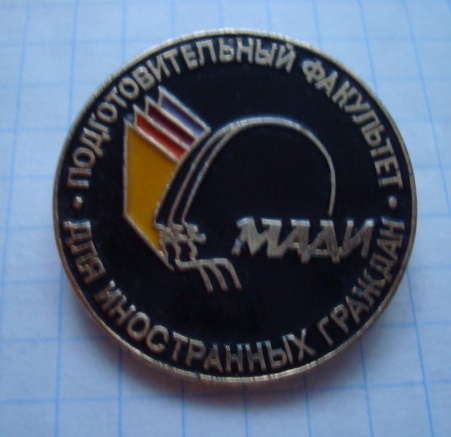 • ПОДГОТОВИТЕЛЬНЫЙ ФАКУЛЬТЕТ •
ДЛЯ ИНОСТРАННЫХ ГРАЖДАН
МАДИ